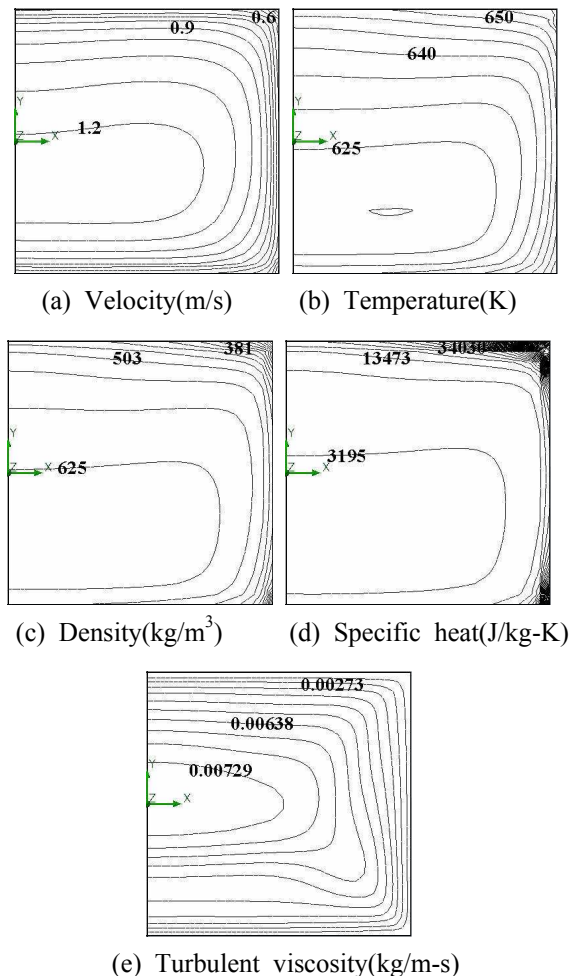 0.6
0.9
1.2
Y
Z X
650
640
625
Y
Z X
(a) Velocity(m/s)
(b) Temperature(K)
381
503
625
Y
Z X
34030
13473
3195
Y
Z X
(c) Density(kg/m³)
(d) Specific heat(J/kg-K)
0.00273
0.00638
0.00729
Y
Z X
(e) Turbulent viscosity(kg/m-s)